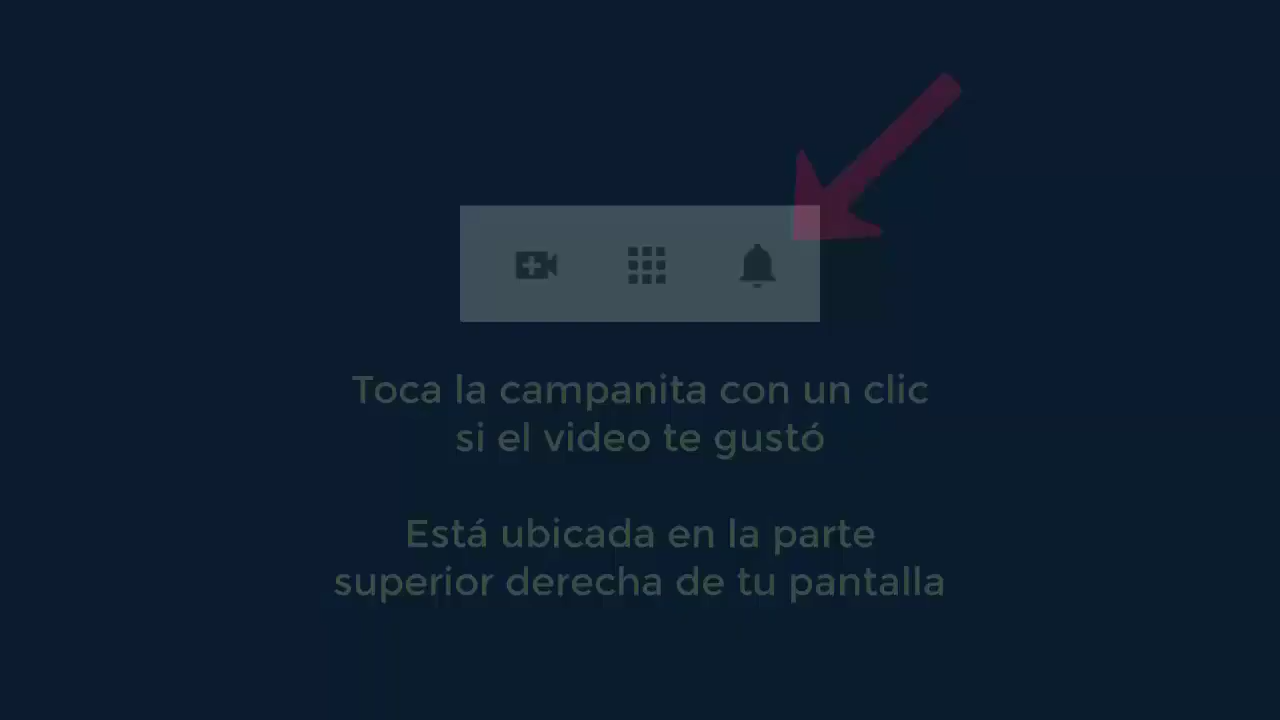 Toca la campanita con un clic
si el video te gustó
Está ubicada en la parte
superior derecha de tu pantalla